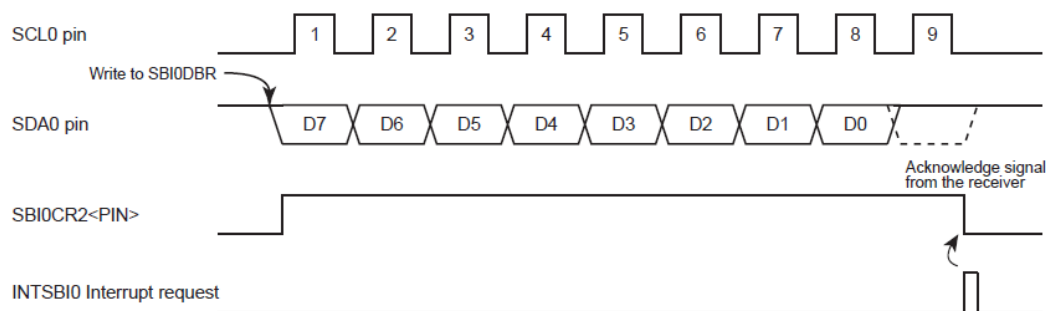 SCL0 pin
1 2 3 4 5 6 7 8 9
Write to SBI0DBR
SDA0 pin
D7 D6 D5 D4 D3 D2 D1 D0
Acknowledge signal
from the receiver
SBI0CR2<PIN>
INTSBI0 Interrupt request